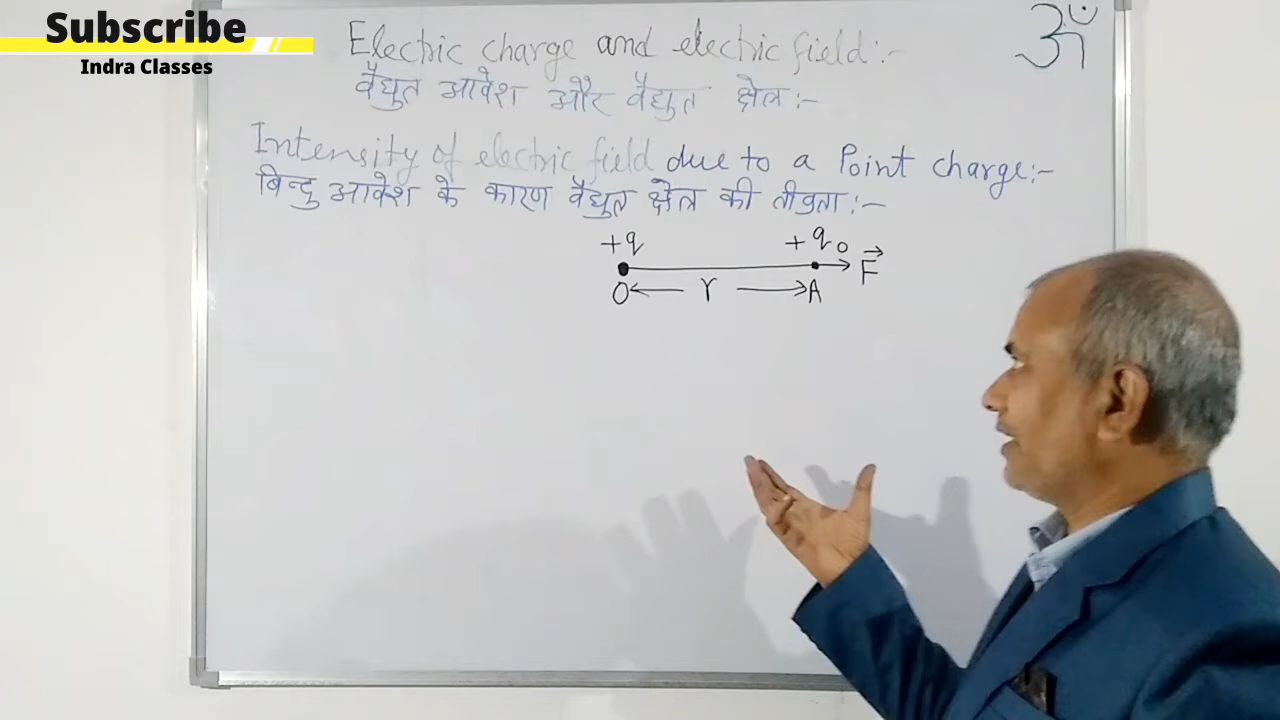 Subscribe
Indra Classes
ॐ
Electric charge and electric field:-
वैद्युत आवेश और वैद्युत क्षेत्र:-
Intensity of electric field due to a Point charge:-
बिन्दु आवेश के कारण वैद्युत क्षेत्र की तीव्रता:-
+q +q₀
F⃗
O r A